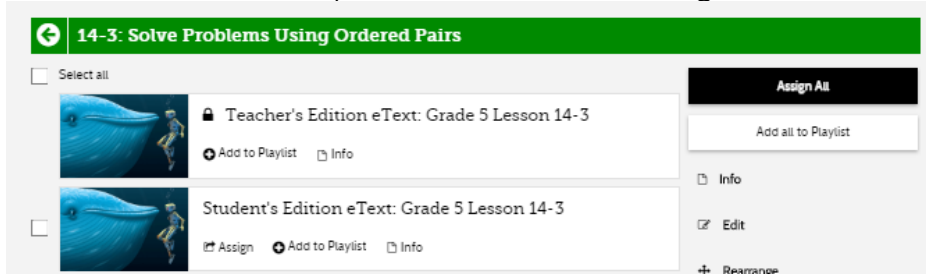 14-3: Solve Problems Using Ordered Pairs
Select all
Assign All
Teacher's Edition eText: Grade 5 Lesson 14-3
Add all to Playlist
Add to Playlist Info
Info
Student's Edition eText: Grade 5 Lesson 14-3
Edit
Assign Add to Playlist Info
Rearrange